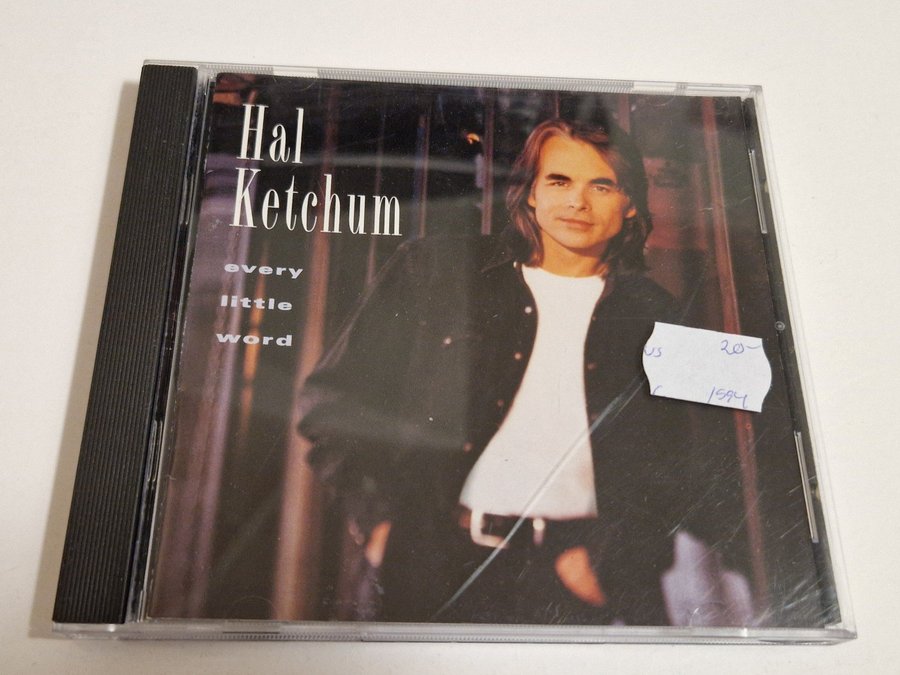 Hal
Ketchum
every
little
word
US 20-
1994